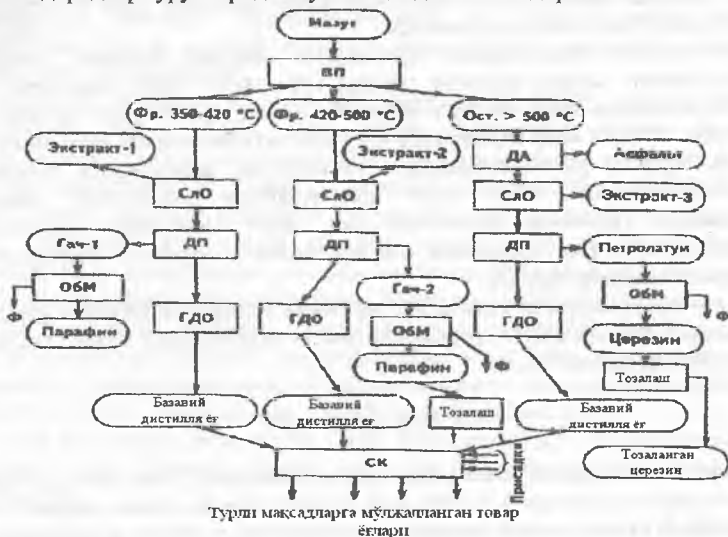 Мазут
ВП
Фр. 350-420 °C
Фр. 420-500 °C
Ост. > 500 °C
Экстракт-1
Экстракт-2
ДА
Асфальт
СлО
СлО
СлО
Экстракт-3
Гач-1
ДП
ДП
ДП
Петролатум
ОбМ
Гач-2
ОбМ
Ф
Парафин
ГДО
ГДО
ОбМ
ГДО
Ф
Церезин
Парафин
Ф
Тозалаш
Базавий
дистилля ёғ
Базавий
дистилля ёғ
Тозалаш
Базавий
дистилля ёғ
СК
Присадки
Тозаланган
церезин
Турли мақсадларга мўлжалланган товар
ёғлари